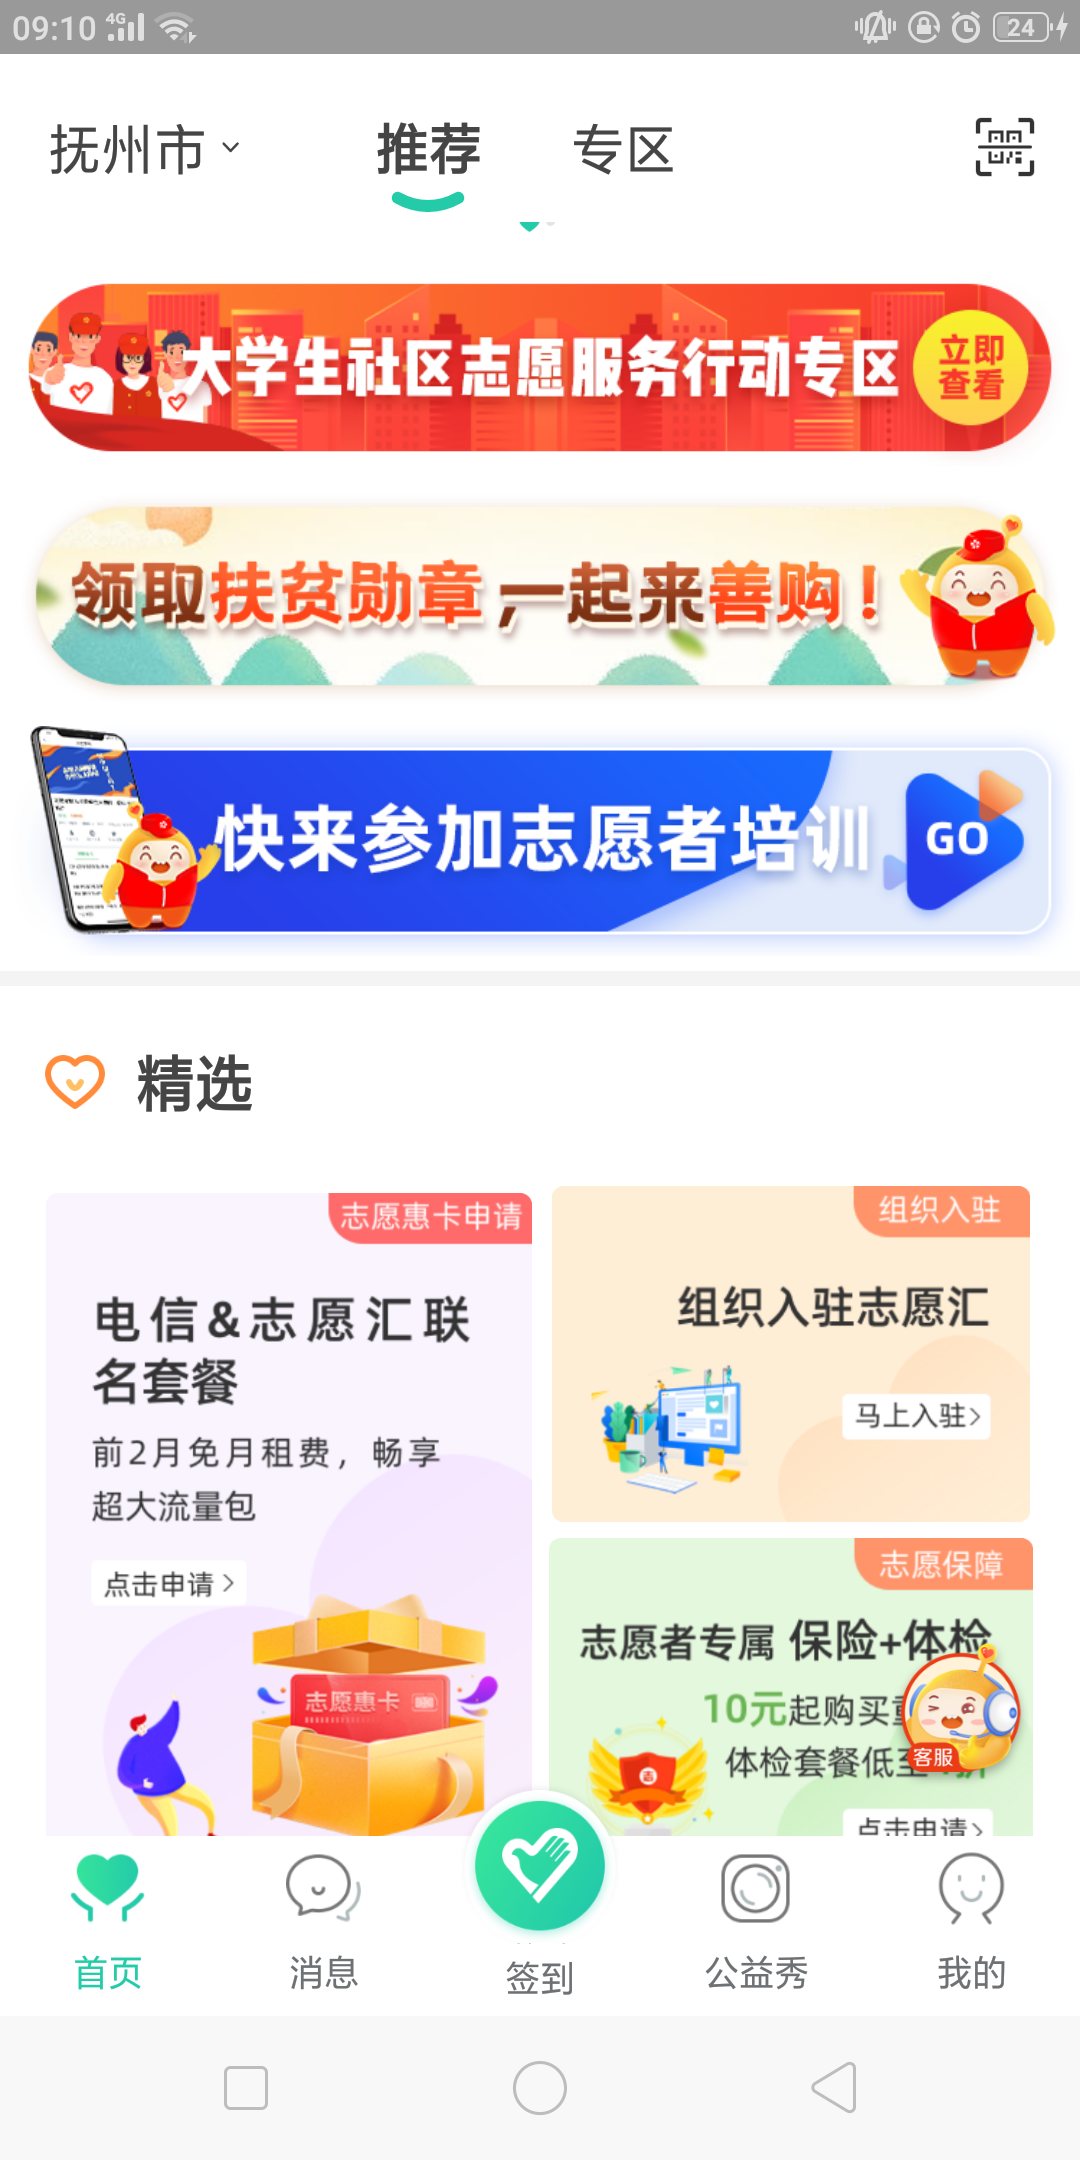 09:10 4G 24
抚州市 推荐 专区
大学生社区志愿服务行动专区
立即
查看
领取扶贫勋章,一起来善购!
快来参加志愿者培训
GO
精选
志愿惠卡申请
电信&志愿汇联
名套餐
前2月免月租费，畅享
超大流量包
点击申请
志愿惠卡
组织入驻
组织入驻志愿汇
马上入驻
志愿保障
志愿者专属 保险+体检
10元起购买
体检套餐低至
点击申请
客服
首页 消息 签到 公益秀 我的